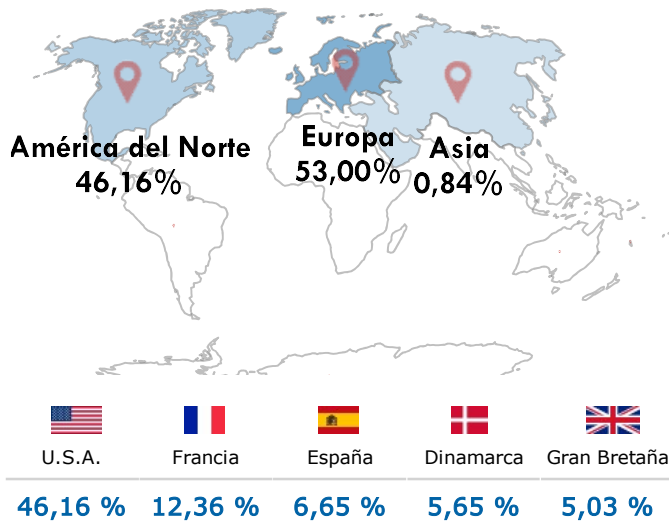 América del Norte
46,16%
Europa
53,00%
Asia
0,84%
U.S.A. Francia España Dinamarca Gran Bretaña
46,16 % 12,36 % 6,65 % 5,65 % 5,03 %